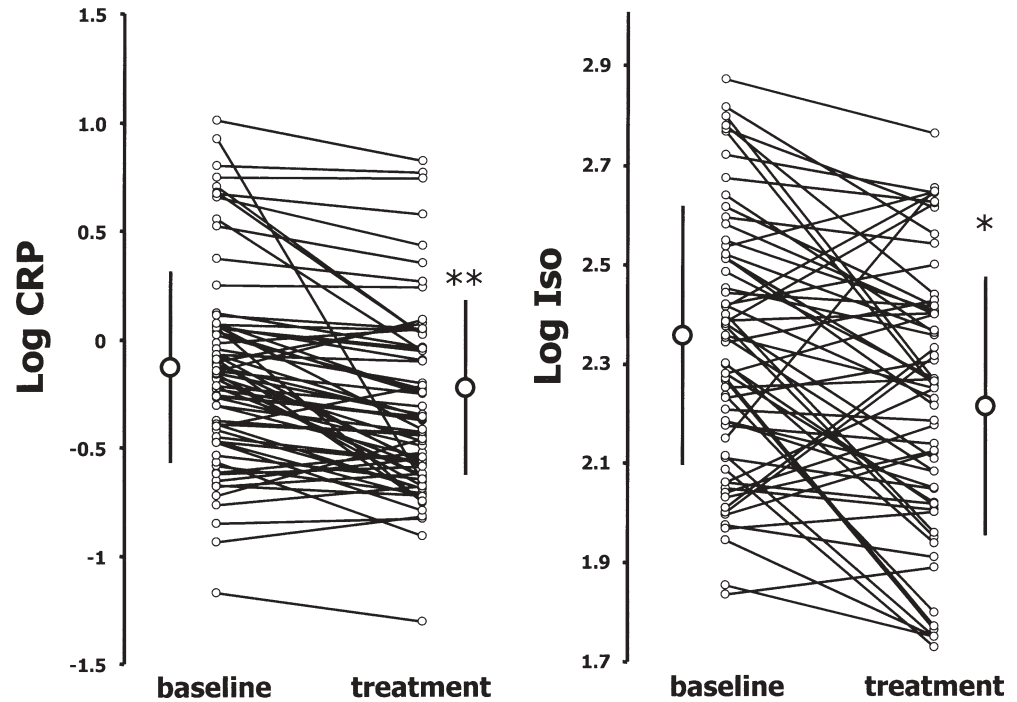 Log CRP
1.5
1.0
0.5
0
-0.5
-1
-1.5
baseline
treatment
**
Log Iso
2.9
2.7
2.5
2.3
2.1
1.9
1.7
baseline
treatment
*